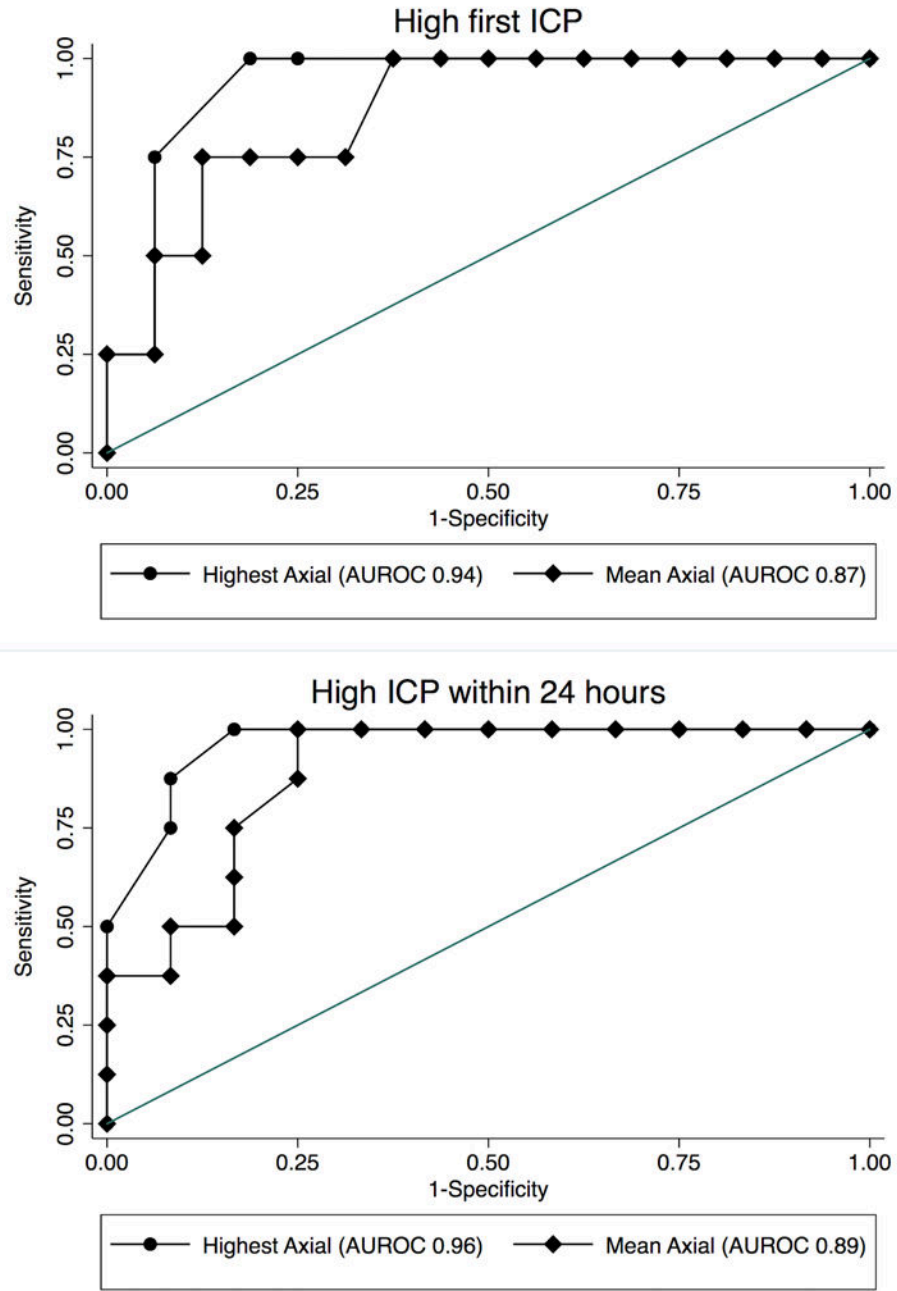 High first ICP
1.00
0.75
0.50
0.25
0.00
Sensitivity
0.00 0.25 0.50 0.75 1.00
1-Specificity
Highest Axial (AUROC 0.94) Mean Axial (AUROC 0.87)
High ICP within 24 hours
1.00
0.75
0.50
0.25
0.00
Sensitivity
0.00 0.25 0.50 0.75 1.00
1-Specificity
Highest Axial (AUROC 0.96) Mean Axial (AUROC 0.89)